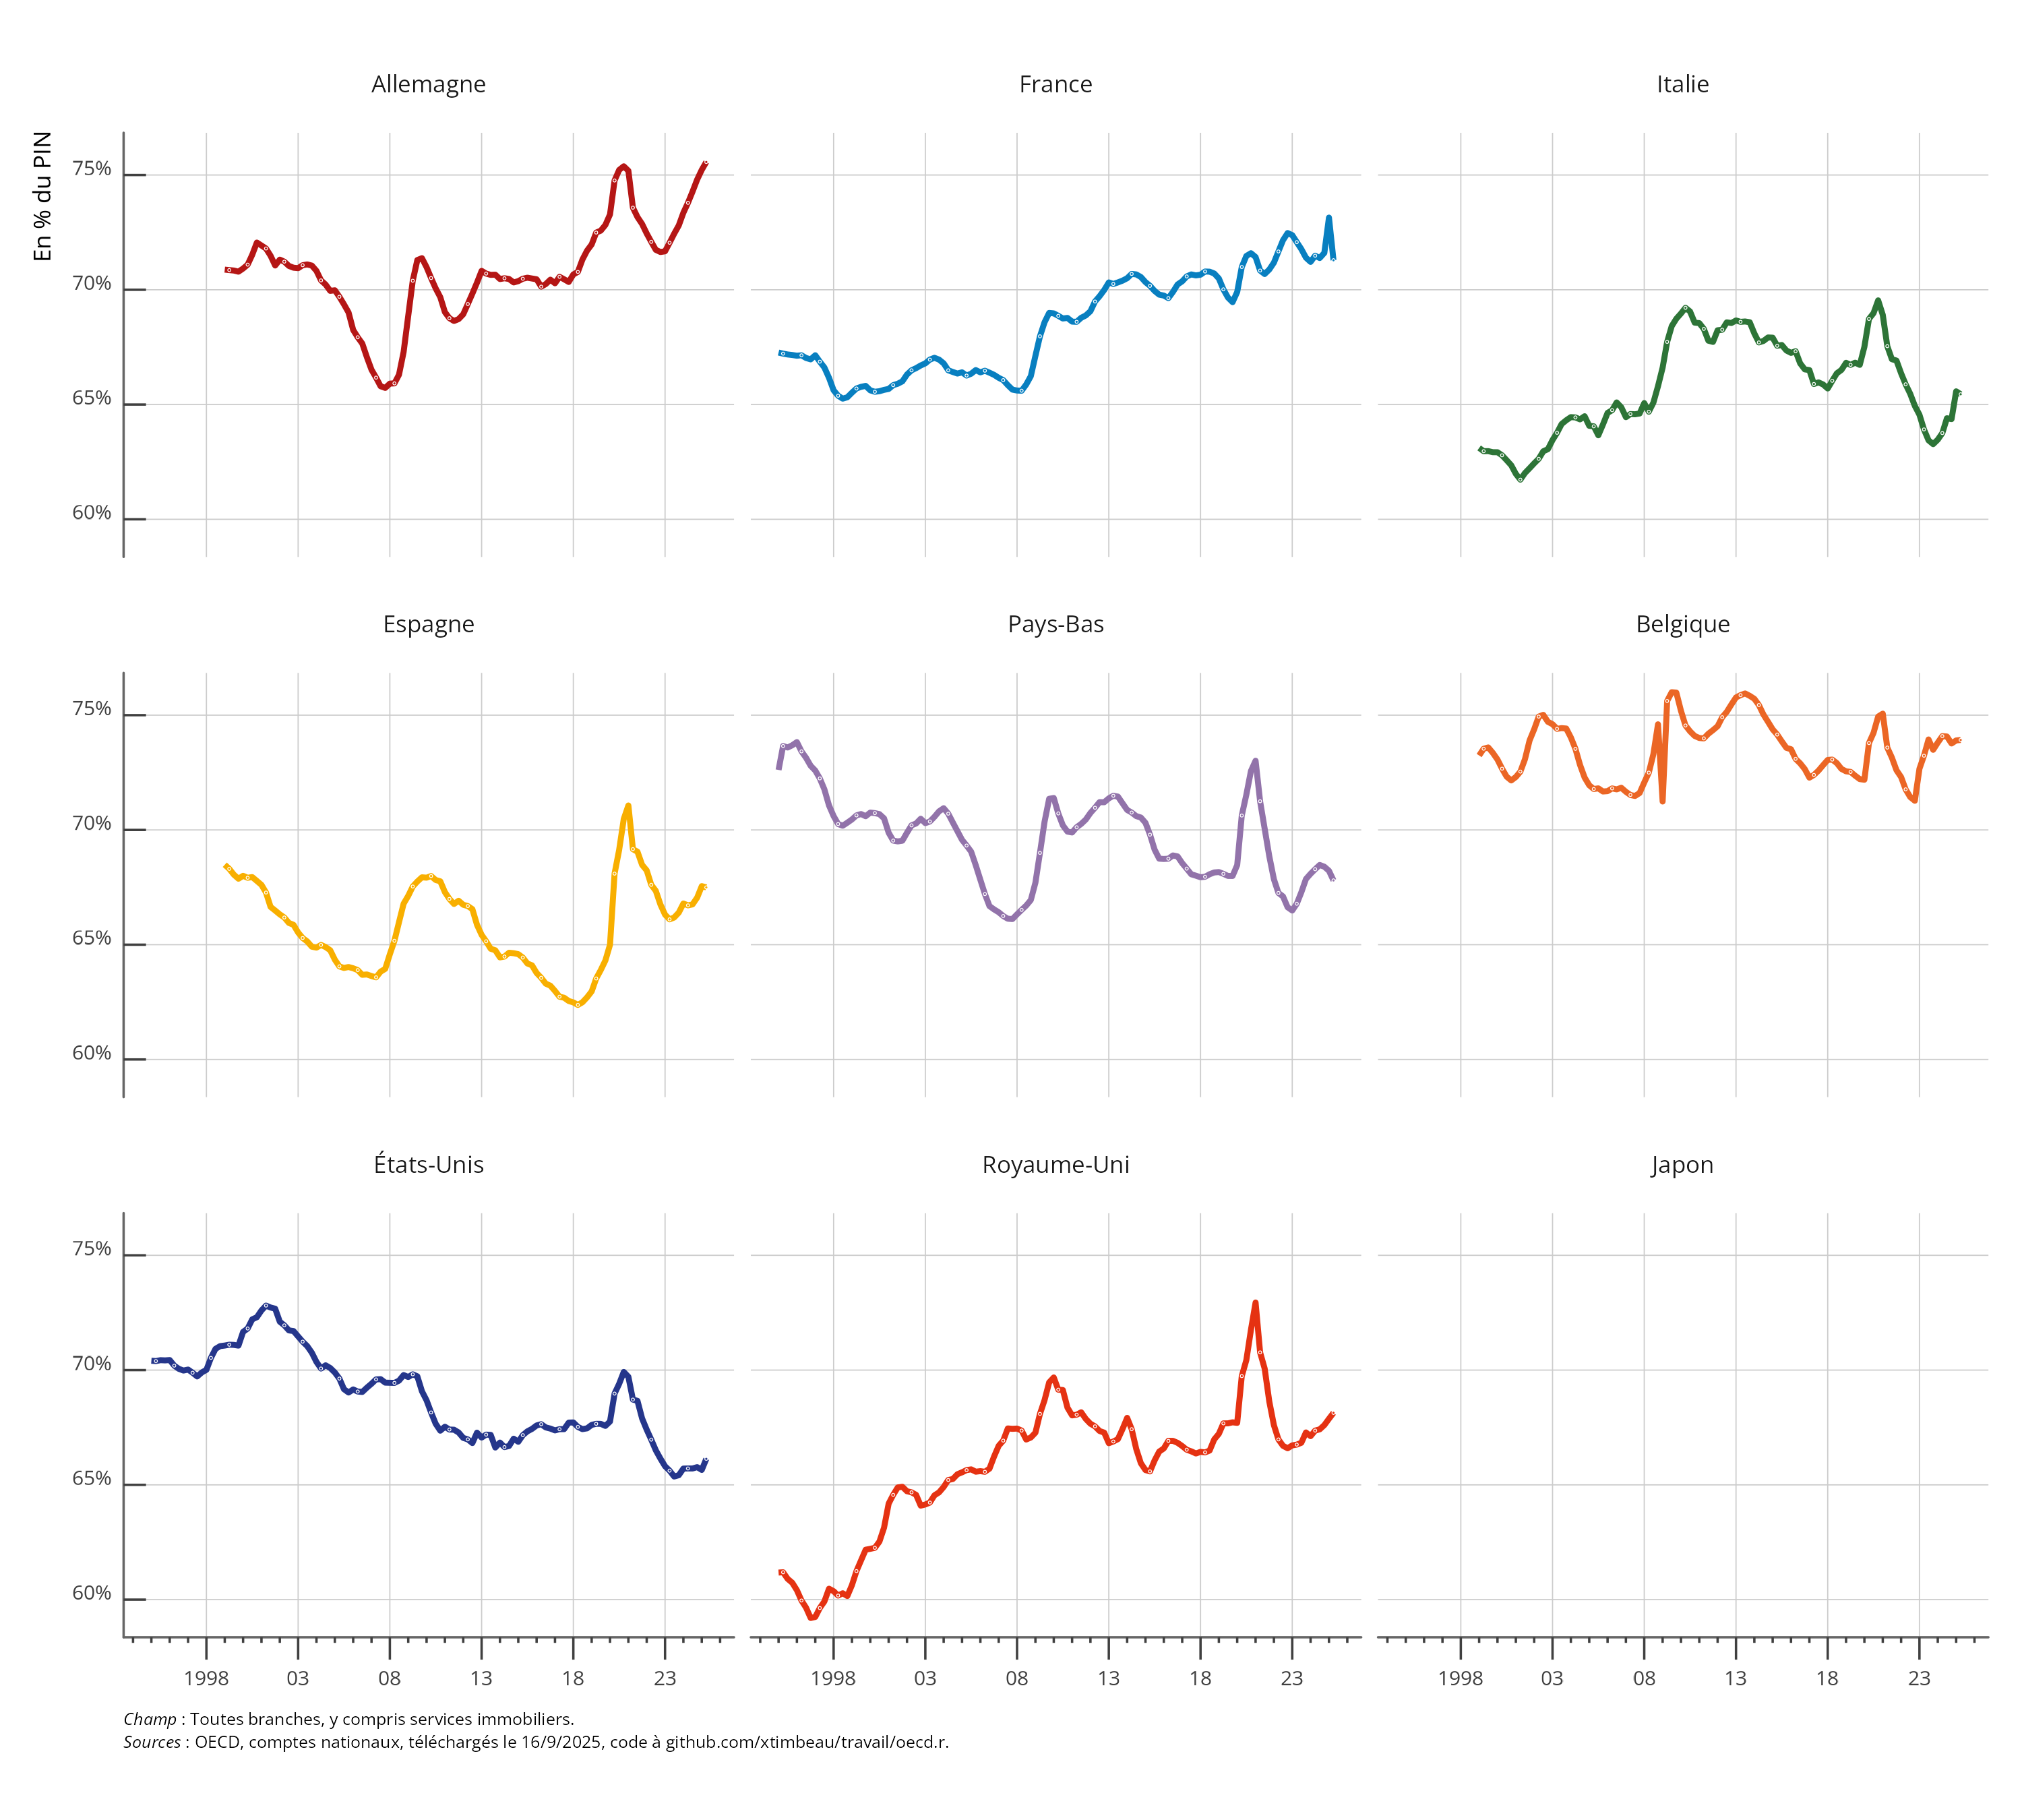 Allemagne
France
Italie
En % du PIN
75%
70%
65%
60%
Espagne
Pays-Bas
Belgique
75%
70%
65%
60%
États-Unis
Royaume-Uni
Japon
75%
70%
65%
60%
1998 03 08 13 18 23
1998 03 08 13 18 23
1998 03 08 13 18 23
Champ : Toutes branches, y compris services immobiliers.
Sources : OECD, comptes nationaux, téléchargés le 16/9/2025, code à github.com/xtimbeau/travail/oecd.r.